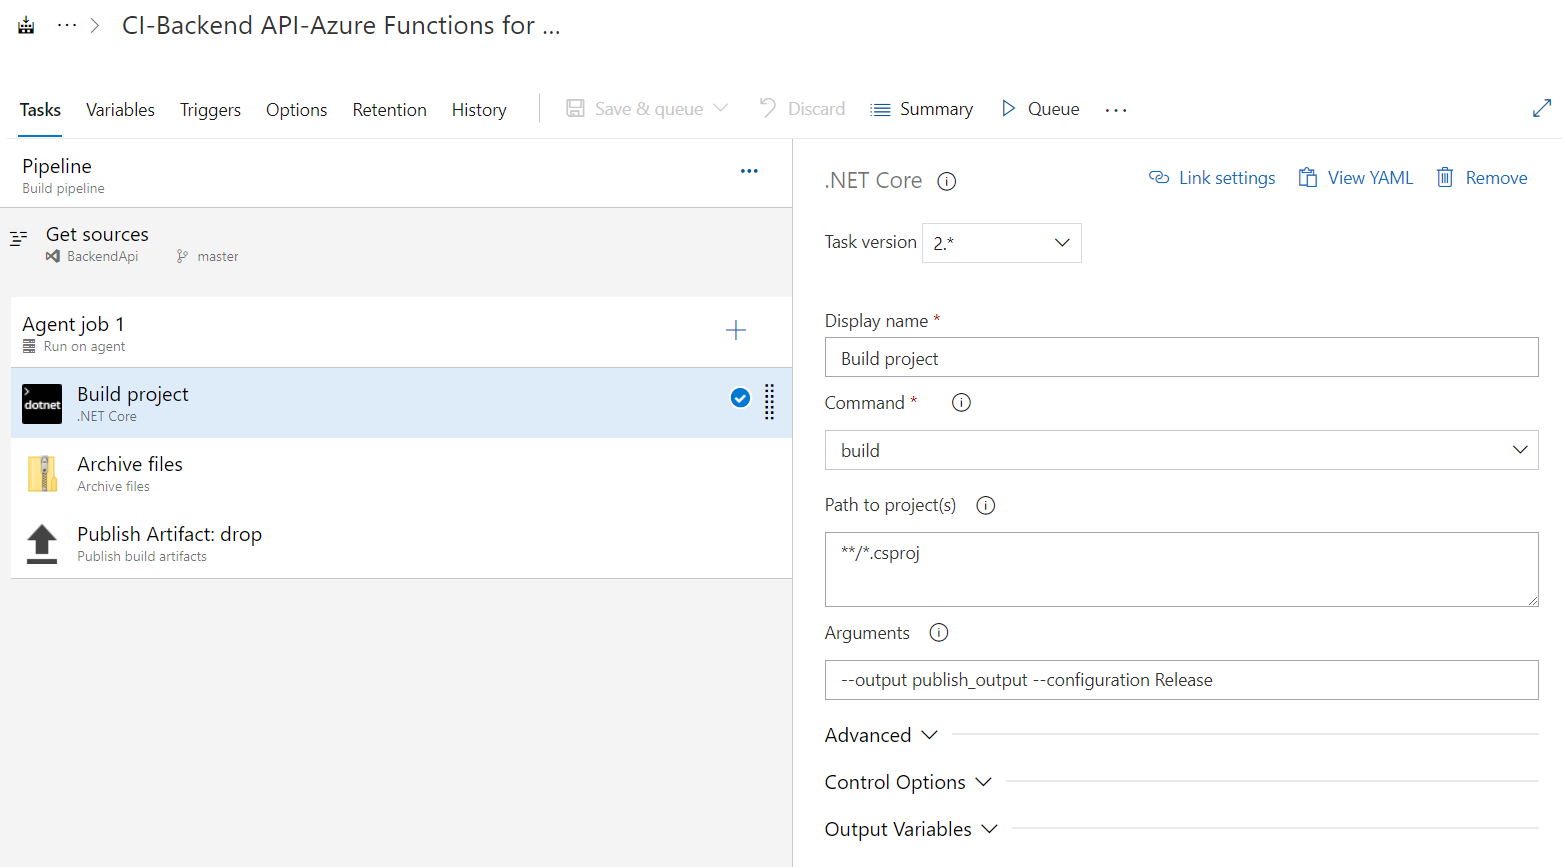 ··· > CI-Backend API-Azure Functions for ...
Tasks Variables Triggers Options Retention History Save & queue Discard Summary Queue ···
Pipeline
Build pipeline
Get sources
BackendApi master
Agent job 1
Run on agent
dotnet
Build project
.NET Core
Archive files
Archive files
Publish Artifact: drop
Publish build artifacts
.NET Core Link settings View YAML Remove
Task version 2.*
Display name *
Build project
Command *
build
Path to project(s)
**/*.csproj
Arguments
--output publish_output --configuration Release
Advanced
Control Options
Output Variables